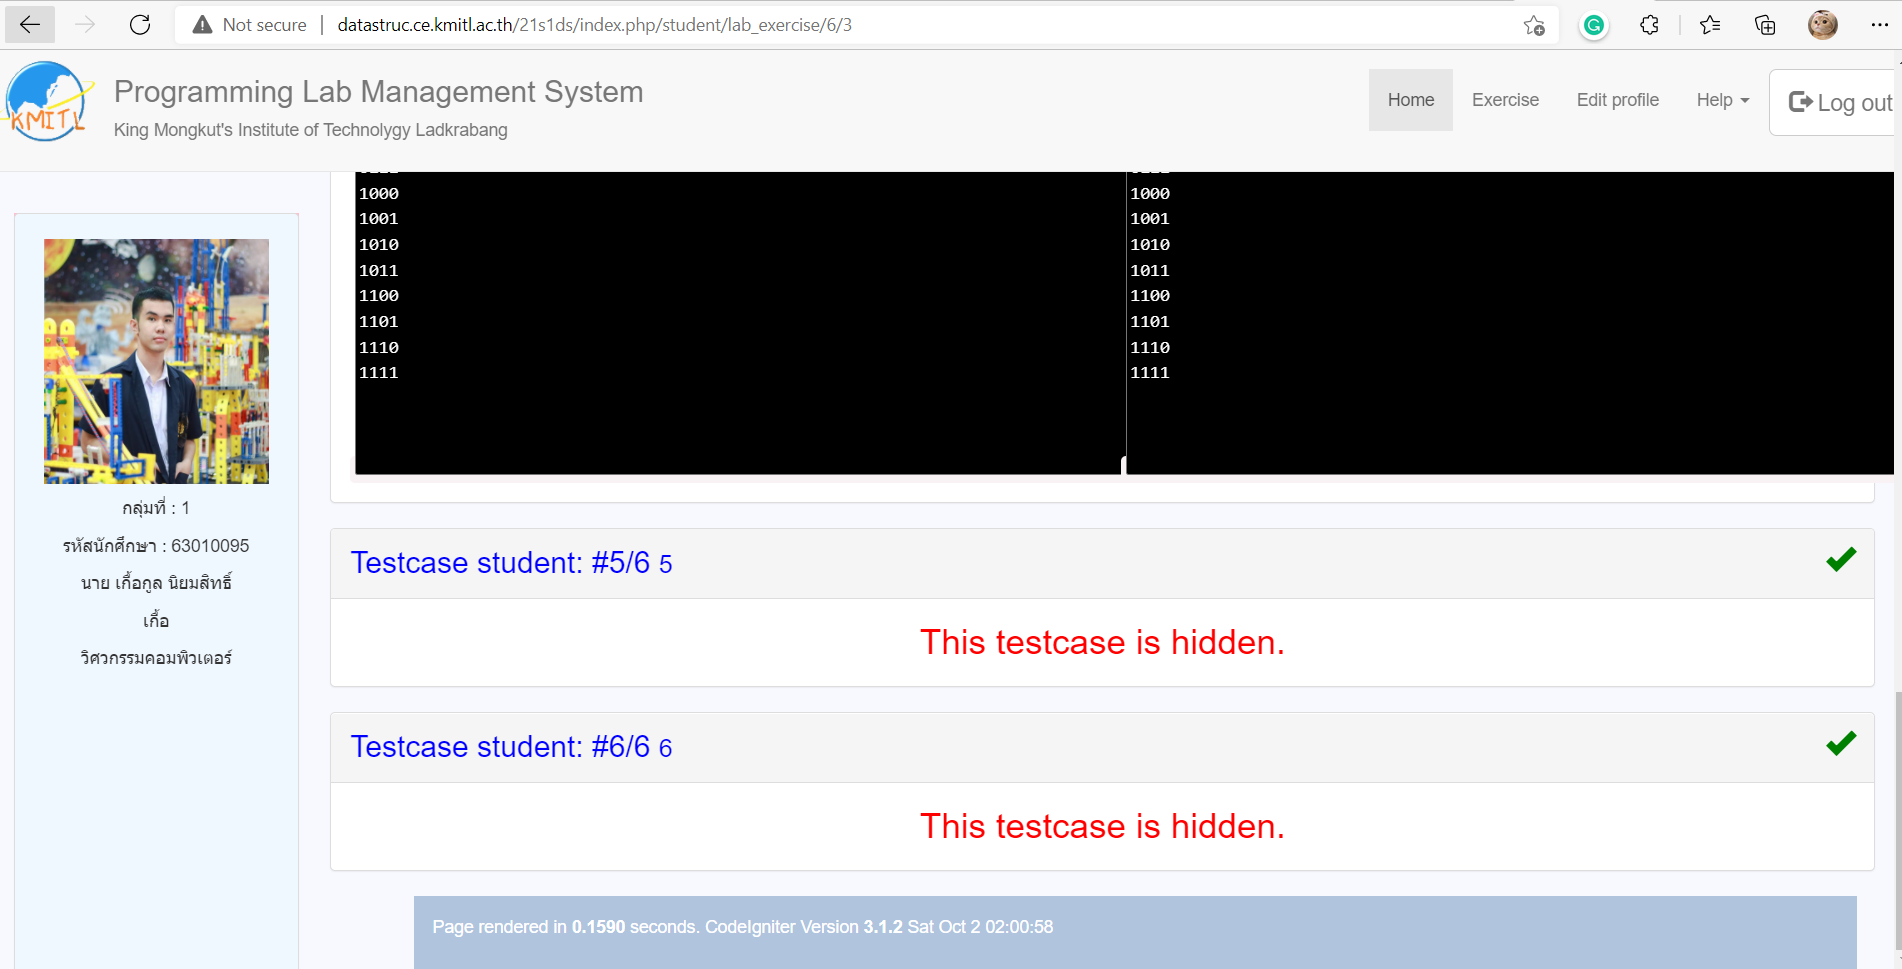 Not secure | datastruc.ce.kmitl.ac.th/21s1ds/index.php/student/lab_exercise/6/3
KMITL
Programming Lab Management System
King Mongkut's Institute of Technolygy Ladkrabang
Home
Exercise
Edit profile
Help
Log out
กลุ่มที่ : 1
รหัสนักศึกษา : 63010095
นาย เกื้อกูล นิยมสิทธิ์
เกื้อ
วิศวกรรมคอมพิวเตอร์
1000 1000
1001 1001
1010 1010
1011 1011
1100 1100
1101 1101
1110 1110
1111 1111
Testcase student: #5/6 5
This testcase is hidden.
Testcase student: #6/6 6
This testcase is hidden.
Page rendered in 0.1590 seconds. CodeIgniter Version 3.1.2 Sat Oct 2 02:00:58